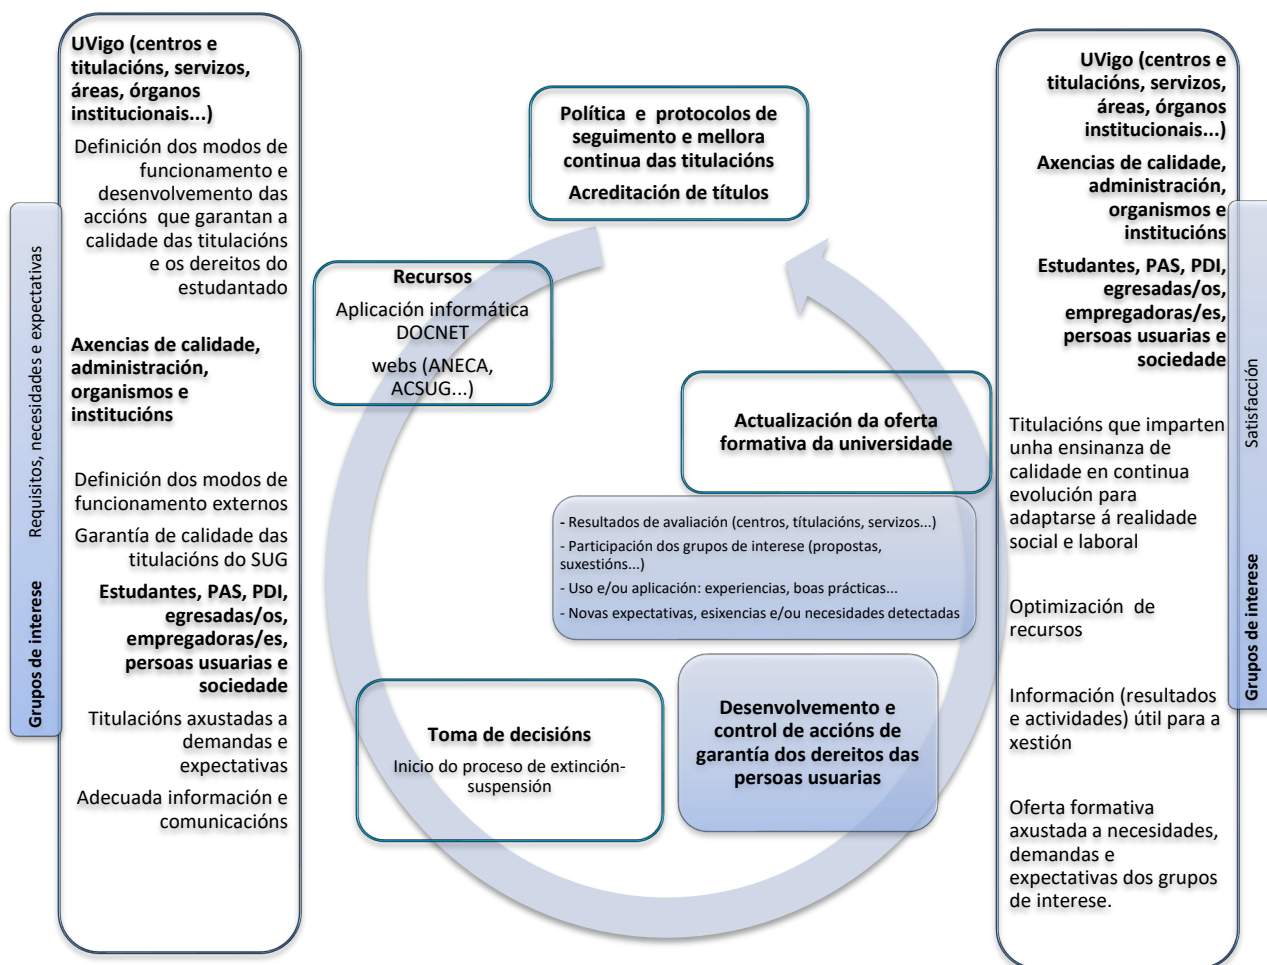 UVigo (centros e
titulacións, servizos,
áreas, órganos
institucionais...)
Definición dos modos de
funcionamento e
desenvolvemento das
accións que garantan a
calidade das titulacións
e os dereitos do
estudantado
Axencias de calidade,
administración,
organismos e
institucións
Definición dos modos de
funcionamento externos
Garantía de calidade das
titulacións do SUG
Estudantes, PAS, PDI,
egresadas/os,
empregadoras/es,
persoas usuarias e
sociedade
Titulacións axustadas a
demandas e
expectativas
Adecuada información e
comunicacións
Grupos de interese
Requisitos, necesidades e expectativas
Política e protocolos de
seguimento e mellora
continua das titulacións
Acreditación de títulos
Recursos
Aplicación informática
DOCNET
webs (ANECA,
ACSUG...)
Actualización da oferta
formativa da universidade
- Resultados de avaliación (centros, títulacións, servizos...)
- Participación dos grupos de interese (propostas,
suxestións...)
- Uso e/ou aplicación: experiencias, boas prácticas...
- Novas expectativas, esixencias e/ou necesidades detectadas
Toma de decisións
Inicio do proceso de extinción-
suspensión
Desenvolvemento e
control de accións de
garantía dos dereitos das
persoas usuarias
UVigo (centros e
titulacións, servizos,
áreas, órganos
institucionais...)
Axencias de calidade,
administración,
organismos e
institucións
Estudantes, PAS, PDI,
egresadas/os,
empregadoras/es,
persoas usuarias e
sociedade
Titulacións que imparten
unha ensinanza de
calidade en continua
evolución para
adaptarse á realidade
social e laboral
Optimización de
recursos
Información (resultados
e actividades) útil para a
xestión
Oferta formativa
axustada a necesidades,
demandas e
expectativas dos grupos
de interese.
Grupos de interese
Satisfacción